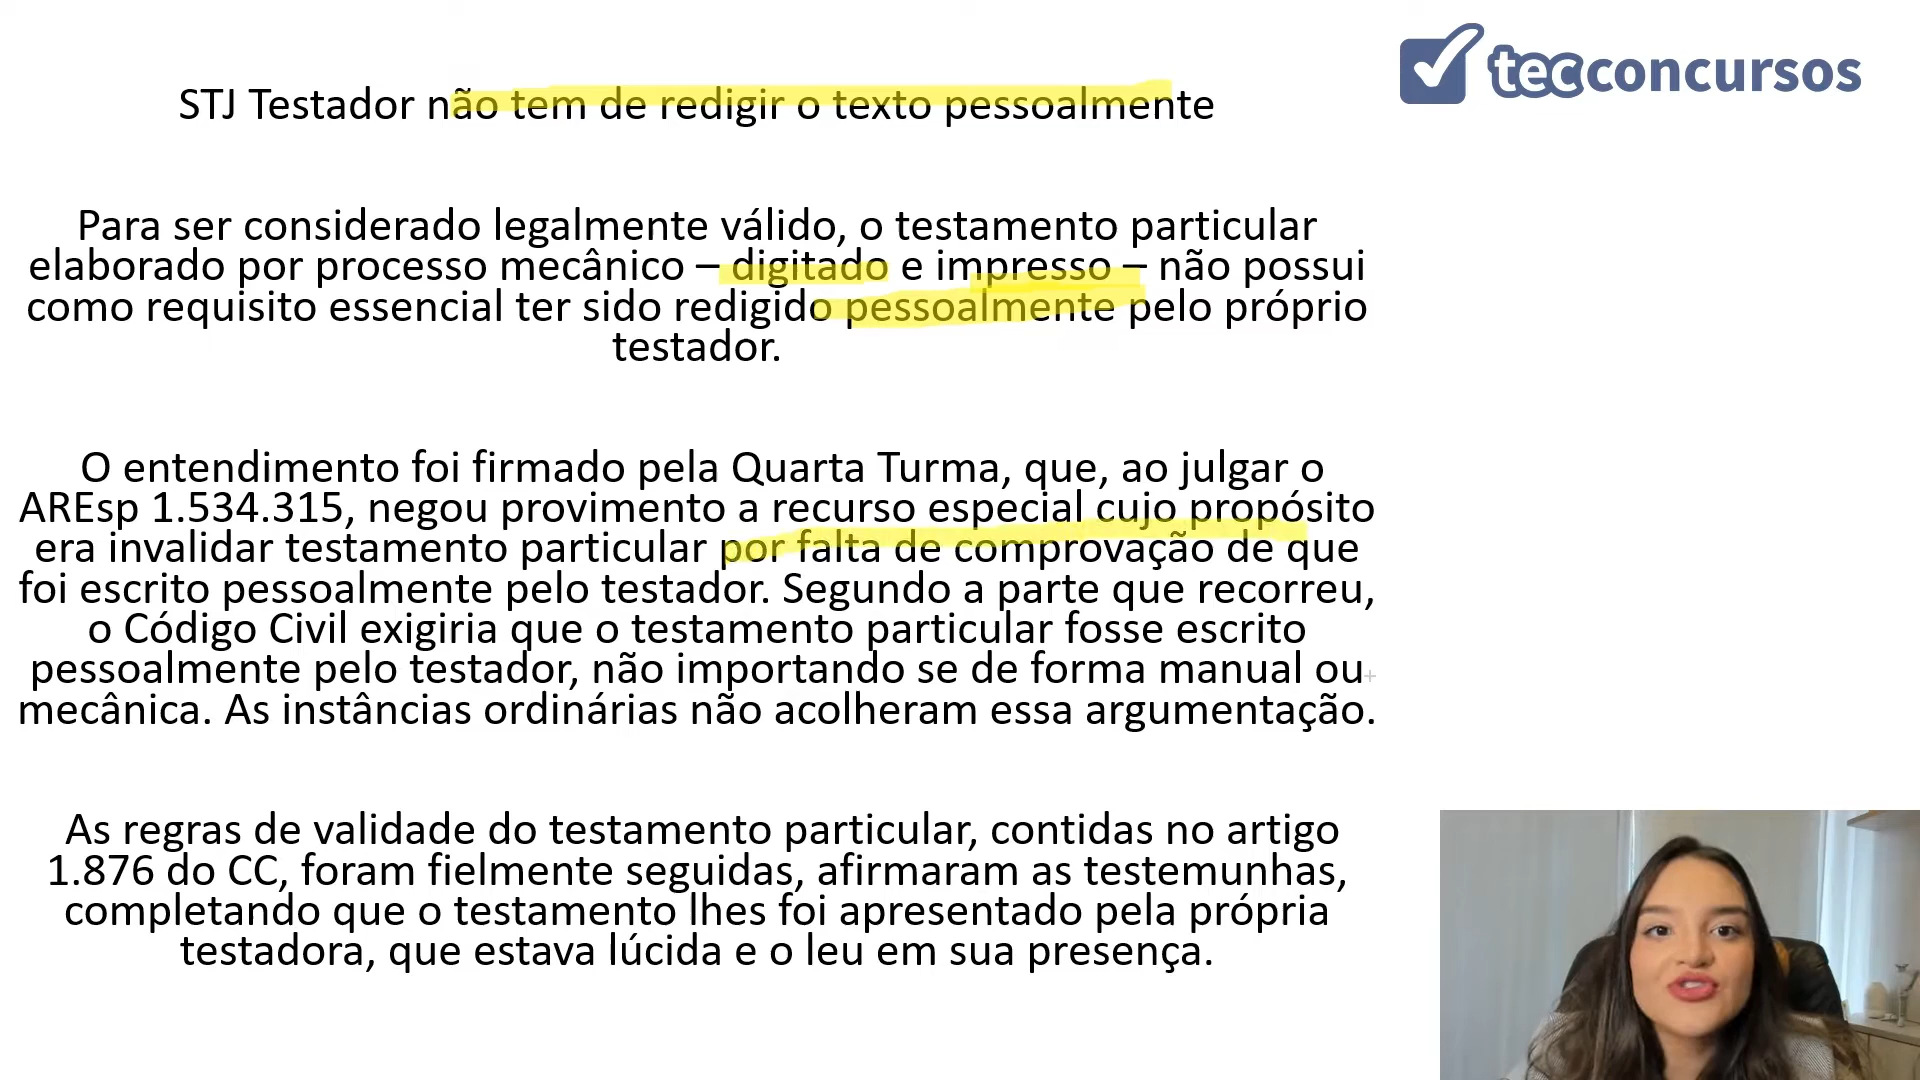 tecconcursos
STJ Testador não tem de redigir o texto pessoalmente
Para ser considerado legalmente válido, o testamento particular
elaborado por processo mecânico – digitado e impresso – não possui
como requisito essencial ter sido redigido pessoalmente pelo próprio
testador.
O entendimento foi firmado pela Quarta Turma, que, ao julgar o
AREsp 1.534.315, negou provimento a recurso especial cujo propósito
era invalidar testamento particular por falta de comprovação de que
foi escrito pessoalmente pelo testador. Segundo a parte que recorreu,
o Código Civil exigiria que o testamento particular fosse escrito
pessoalmente pelo testador, não importando se de forma manual ou
mecânica. As instâncias ordinárias não acolheram essa argumentação.
As regras de validade do testamento particular, contidas no artigo
1.876 do CC, foram fielmente seguidas, afirmaram as testemunhas,
completando que o testamento lhes foi apresentado pela própria
testadora, que estava lúcida e o leu em sua presença.